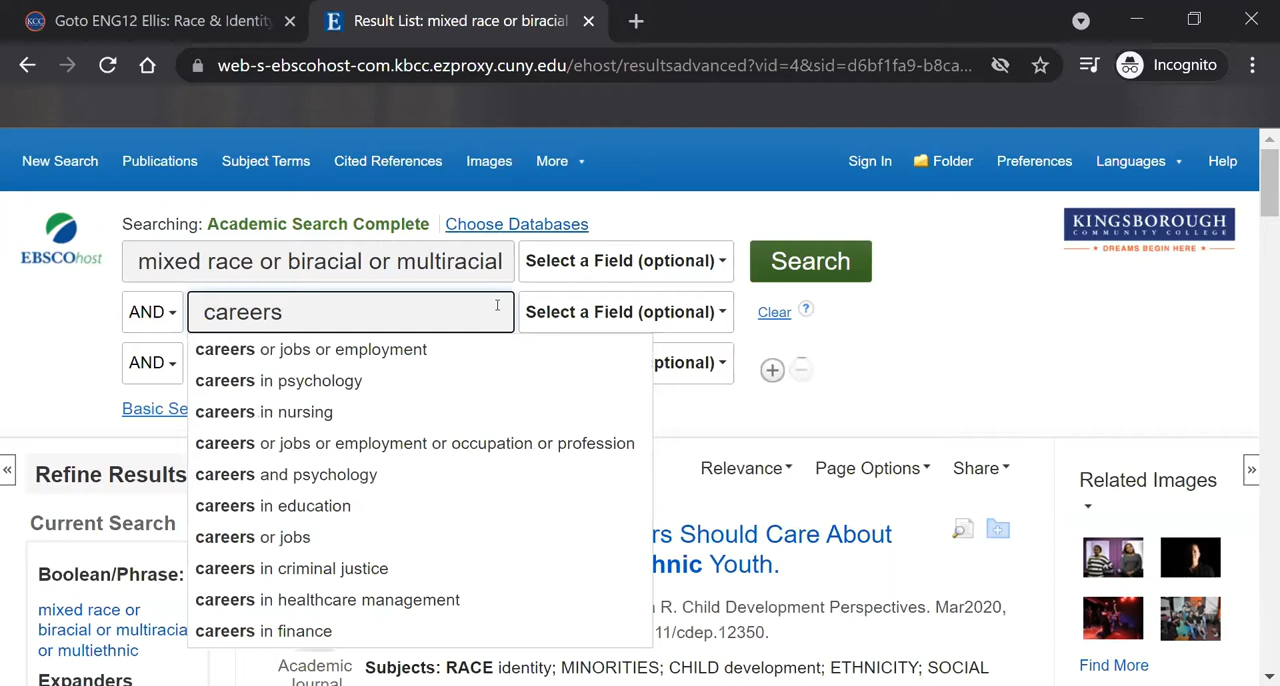 Goto ENG12 Ellis: Race & Identity
Result List: mixed race or biracial
web-s-ebscohost-com.kbcc.ezproxy.cuny.edu/ehost/resultsadvanced?vid=4&sid=d6bf1fa9-b8ca...
Incognito
New Search Publications Subject Terms Cited References Images More Sign In Folder Preferences Languages Help
EBSCOhost
Searching: Academic Search Complete Choose Databases
KINGSBOROUGH
COMMUNITY COLLEGE
DREAMS BEGIN HERE
mixed race or biracial or multiracial Select a Field (optional) Search
AND careers Select a Field (optional) Clear ?
careers or jobs or employment
AND ptional)
careers in psychology
Basic Se
careers in nursing
careers or jobs or employment or occupation or profession
Refine Results
careers and psychology
Relevance Page Options Share
Related Images
careers in education
Current Search
careers or jobs
rs Should Care About
hnic Youth.
careers in criminal justice
Boolean/Phrase:
careers in healthcare management
mixed race or
biracial or multiracia
or multiethnic
R. Child Development Perspectives. Mar2020,
11/cdep.12350.
careers in finance
Expanders
Academic
Journal
Subjects: RACE identity; MINORITIES; CHILD development; ETHNICITY; SOCIAL
Find More